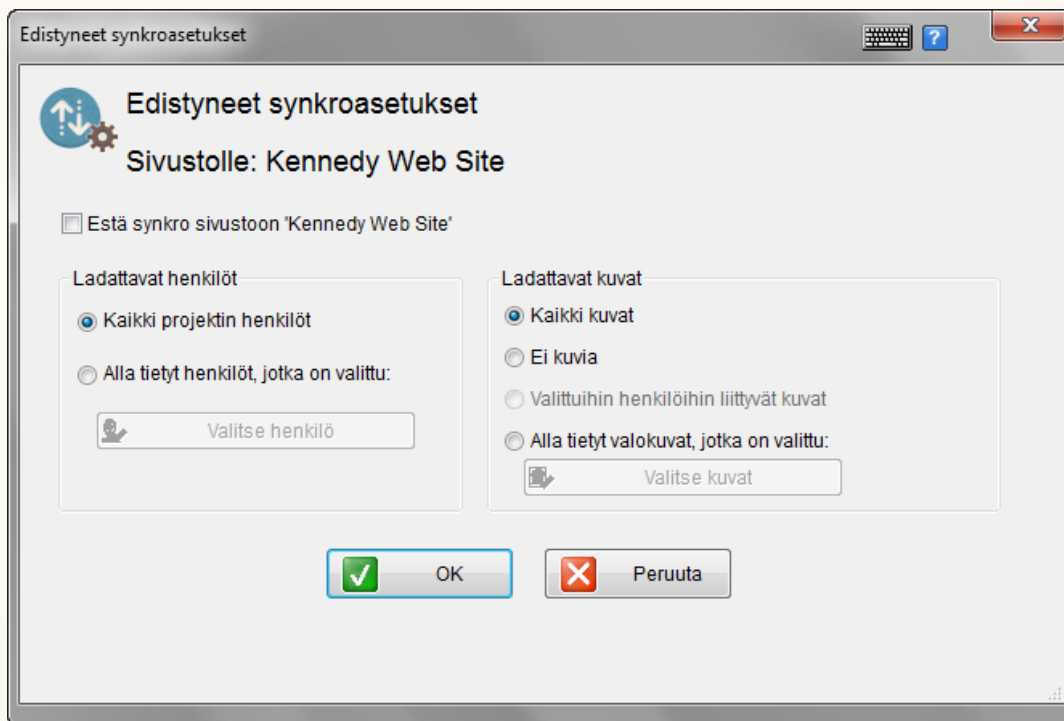 Edistyneet synkroasetukset
Edistyneet synkroasetukset
Sivustolle: Kennedy Web Site
Estä synkro sivustoon 'Kennedy Web Site'
Ladattavat henkilöt
Kaikki projektin henkilöt
Alla tietyt henkilöt, jotka on valittu:
Valitse henkilö
Ladattavat kuvat
Kaikki kuvat
Ei kuvia
Valittuihin henkilöihin liittyvät kuvat
Alla tietyt valokuvat, jotka on valittu:
Valitse kuvat
OK
Peruuta